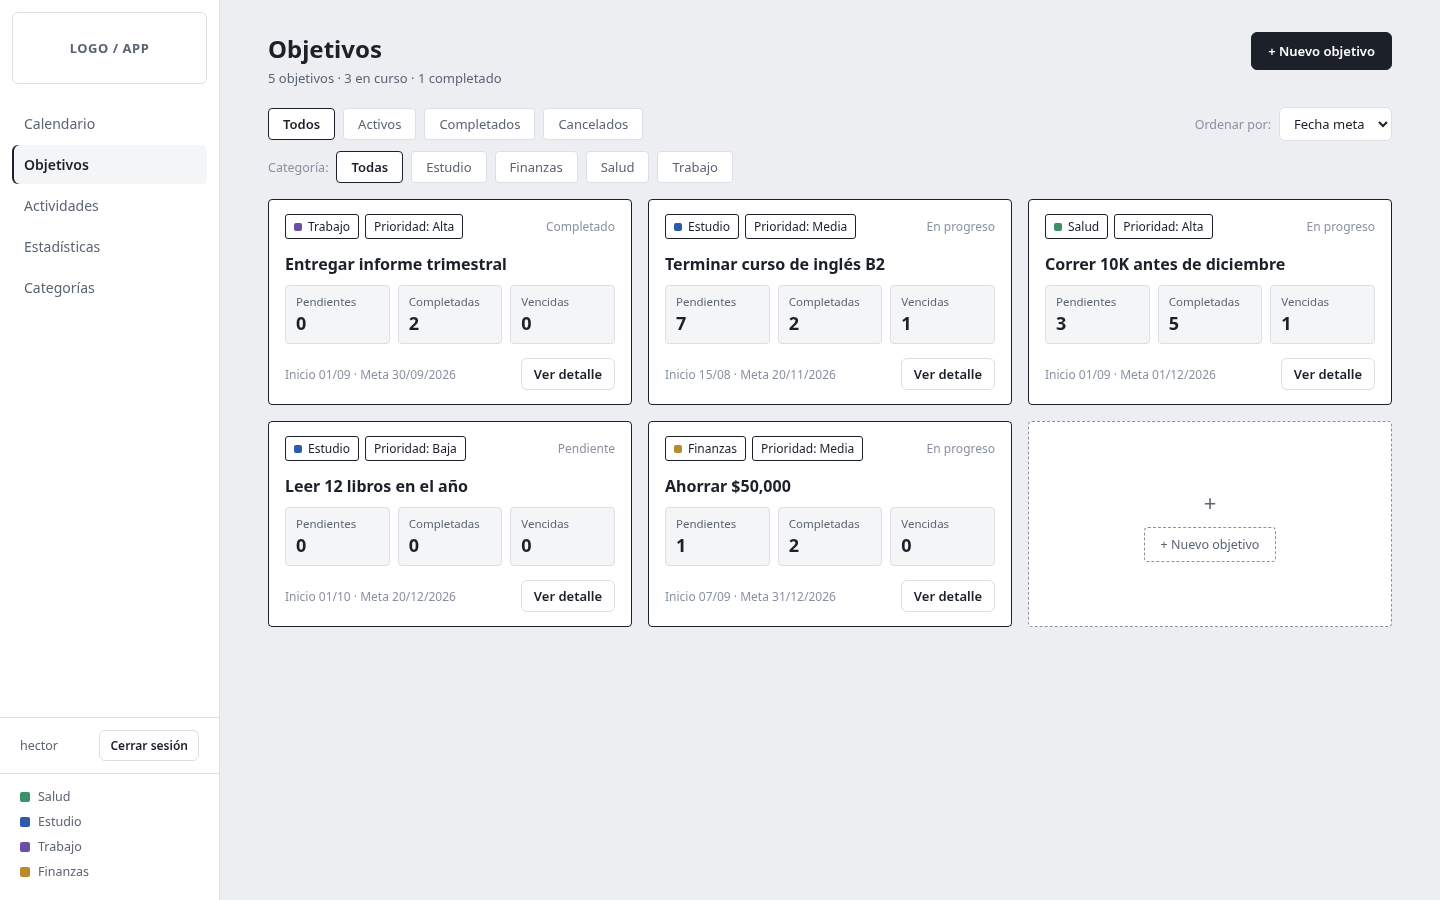 LOGO / APP
Calendario
Objetivos
Actividades
Estadísticas
Categorías
hector
Cerrar sesión
Salud
Estudio
Trabajo
Finanzas
Objetivos
5 objetivos · 3 en curso · 1 completado
+ Nuevo objetivo
Todos Activos Completados Cancelados
Ordenar por: Fecha meta
Categoría: Todas Estudio Finanzas Salud Trabajo
Trabajo Prioridad: Alta Completado
Entregar informe trimestral
Pendientes Completadas Vencidas
0 2 0
Inicio 01/09 · Meta 30/09/2026 Ver detalle
Estudio Prioridad: Media En progreso
Terminar curso de inglés B2
Pendientes Completadas Vencidas
7 2 1
Inicio 15/08 · Meta 20/11/2026 Ver detalle
Salud Prioridad: Alta En progreso
Correr 10K antes de diciembre
Pendientes Completadas Vencidas
3 5 1
Inicio 01/09 · Meta 01/12/2026 Ver detalle
Estudio Prioridad: Baja Pendiente
Leer 12 libros en el año
Pendientes Completadas Vencidas
0 0 0
Inicio 01/10 · Meta 20/12/2026 Ver detalle
Finanzas Prioridad: Media En progreso
Ahorrar $50,000
Pendientes Completadas Vencidas
1 2 0
Inicio 07/09 · Meta 31/12/2026 Ver detalle
+
+ Nuevo objetivo